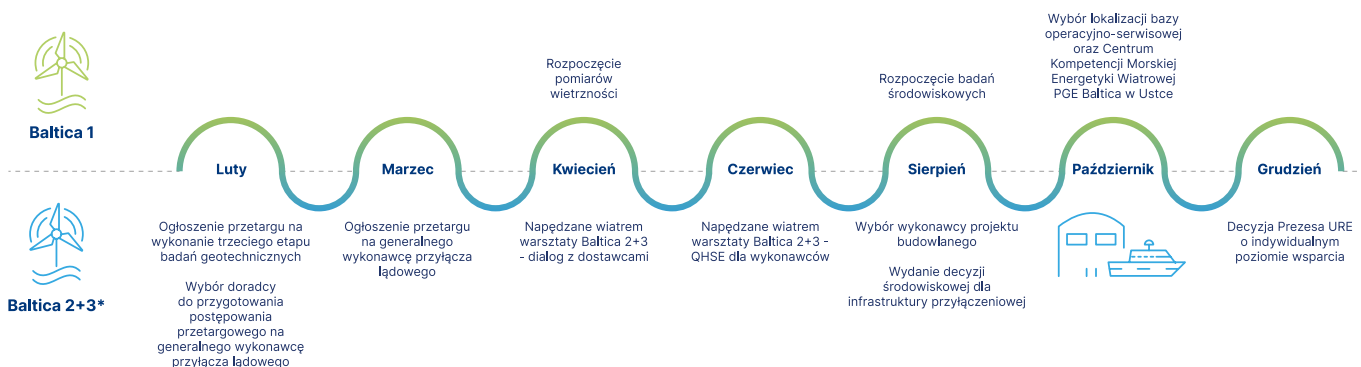 Baltica 1
Rozpoczęcie
pomiarów
wietrzności
Rozpoczęcie badań
środowiskowych
Wybór lokalizacji bazy
operacyjno-serwisowej
oraz Centrum
Kompetencji Morskiej
Energetyki Wiatrowej
PGE Baltica w Ustce
Luty
Marzec
Kwiecień
Czerwiec
Sierpień
Październik
Grudzień
Baltica 2+3*
Ogłoszenie przetargu na
wykonanie trzeciego etapu
badań geotechnicznych
Wybór doradcy
do przygotowania
postępowania
przetargowego na
generalnego wykonawcę
przyłącza lądowego
Ogłoszenie przetargu
na generalnego
wykonawcę przyłącza
lądowego
Napędzane wiatrem
warsztaty Baltica 2+3
- dialog z dostawcami
Napędzane wiatrem
warsztaty Baltica 2+3 -
QHSE dla wykonawców
Wybór wykonawcy projektu
budowlanego
Wydanie decyzji
środowiskowej dla
infrastruktury przyłączeniowej
Decyzja Prezesa URE
o indywidualnym
poziomie wsparcia